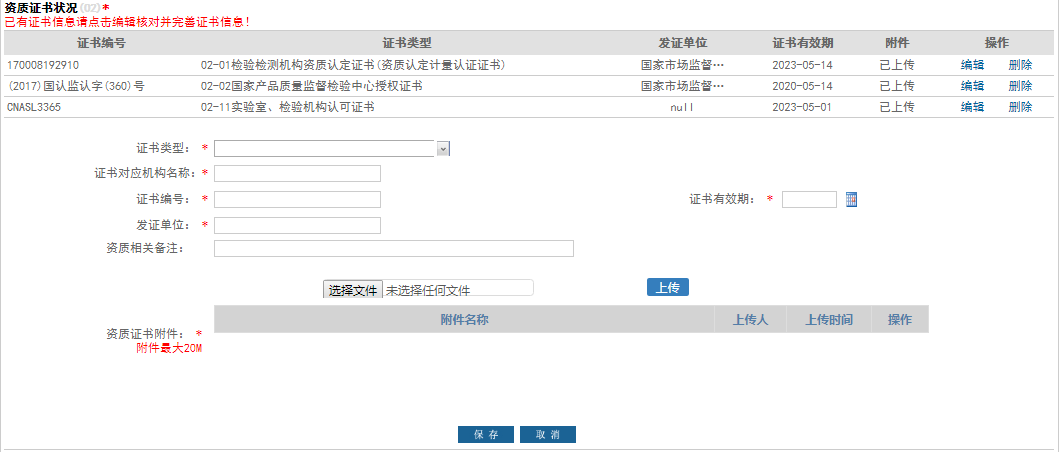 资质证书状况(02)*
已有证书信息请点击编辑核对并完善证书信息!
证书编号 证书类型 发证单位 证书有效期 附件 操作
170008192910 02-01检验检测机构资质认定证书(资质认定计量认证证书) 国家市场监督… 2023-05-14 已上传 编辑 删除
(2017)国认监认字(360)号 02-02国家产品质量监督检验中心授权证书 国家市场监督… 2020-05-14 已上传 编辑 删除
CNASL3365 02-11实验室、检验机构认可证书 null 2023-05-01 已上传 编辑 删除
证书类型: *
证书对应机构名称:*
证书编号: * 证书有效期: *
发证单位: *
资质相关备注:
选择文件 未选择任何文件 上传
附件名称 上传人 上传时间 操作
资质证书附件: *
附件最大20M
保 存 取 消